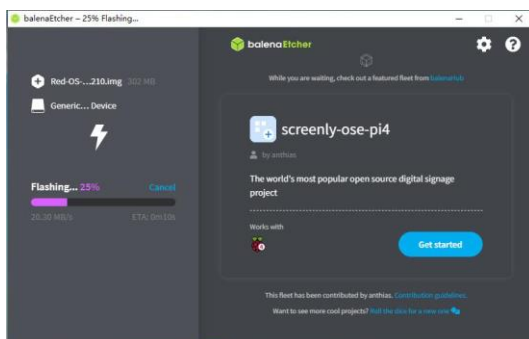 balenaEtcher – 25% Flashing...
balenaEtcher
While you are waiting, check out a featured fleet from balenaHub
Red-OS-...210.img 302 MB
Generic... Device
screenly-ose-pi4
by anthias
Flashing... 25% Cancel
20.30 MB/s ETA: 0m10s
The world's most popular open source digital signage
project
Works with
Get started
This fleet has been contributed by anthias. Contribution guidelines.
Want to see more cool projects? Roll the dice for a new one